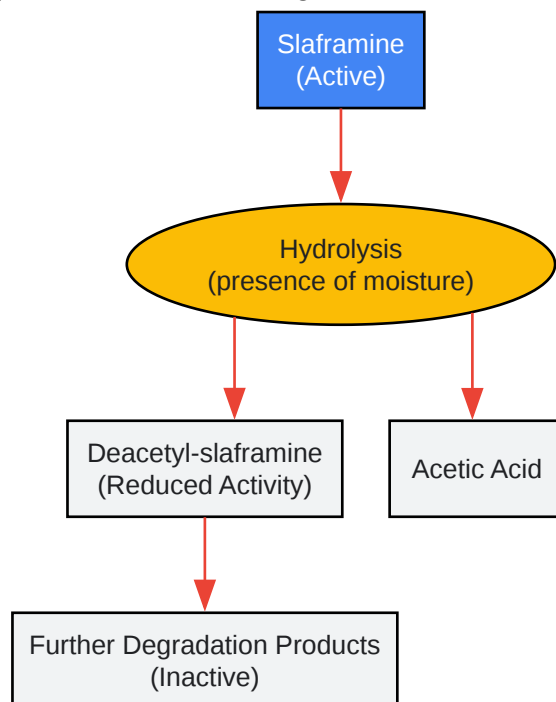 Slaframine
(Active)
Hydrolysis
(presence of moisture)
Deacetyl-slaframine
(Reduced Activity)
Acetic Acid
Further Degradation Products
(Inactive)